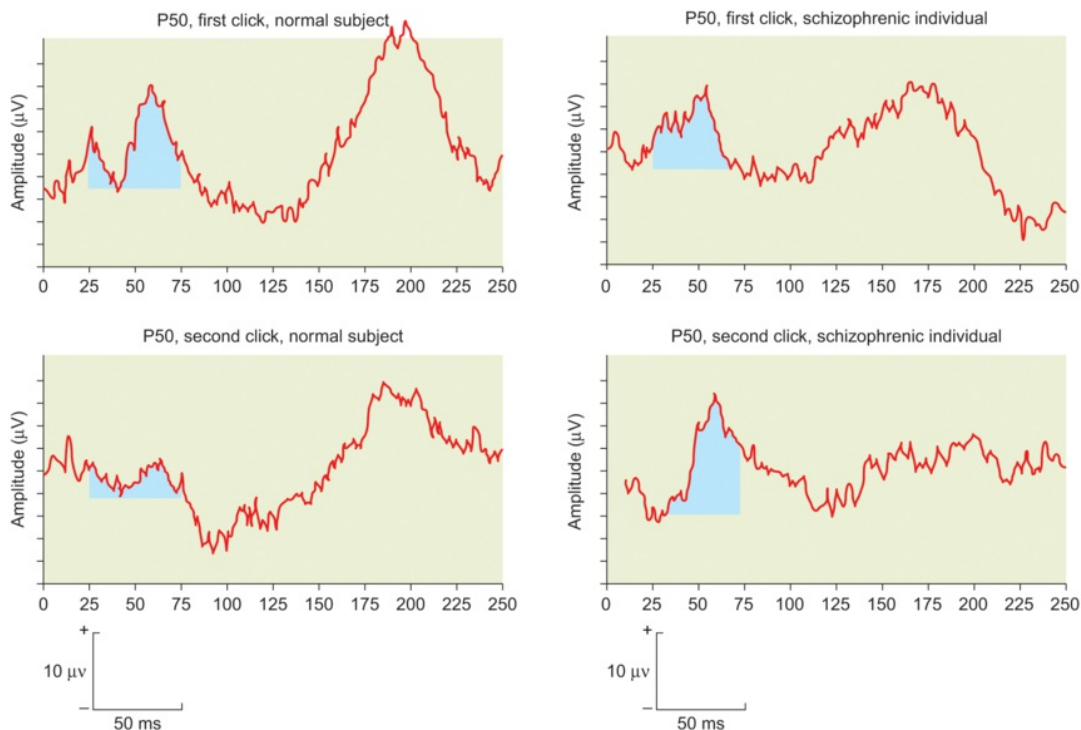 P50, first click, normal subject
Amplitude (μV)
0 25 50 75 100 125 150 175 200 225 250
P50, first click, schizophrenic individual
Amplitude (μV)
0 25 50 75 100 125 150 175 200 225 250
P50, second click, normal subject
Amplitude (μV)
0 25 50 75 100 125 150 175 200 225 250
+
10 μν
–
50 ms
P50, second click, schizophrenic individual
Amplitude (μV)
0 25 50 75 100 125 150 175 200 225 250
+
10 μν
–
50 ms